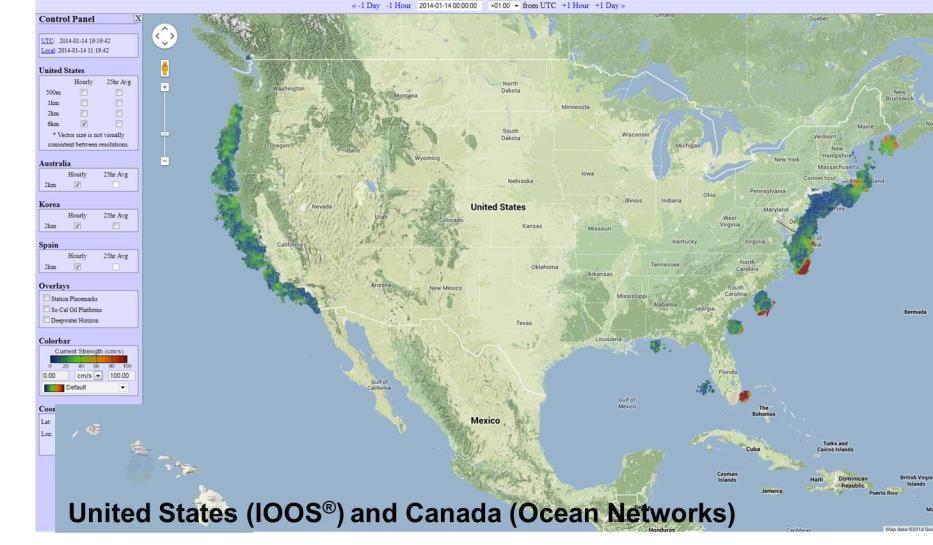 « -1 Day -1 Hour 2014-01-14 00:00:00 +01:00 from UTC +1 Hour +1 Day »
Control Panel X
UTC: 2014-01-14 19:19:42
Local: 2014-01-14 11:19:42
United States
Hourly 25hr Avg
500m
1km
2km
6km
* Vector size is not visually
consistent between resolutions.
Australia
Hourly 25hr Avg
2km
Korea
Hourly 25hr Avg
2km
Spain
Hourly 25hr Avg
2km
Overlays
Station Placemarks
So-Cal Oil Platforms
Deepwater Horizon
Colorbar
Current Strength (cm/s)
0 20 40 60 80 100
0.00 cm/s 100.00
Default
Lat:
Lon:
Ontario
Quebec
Washington
Montana
North
Dakota
Minnesota
New
Brunswick
Maine
Oregon
Idaho
South
Dakota
Wisconsin
Michigan
Vermont
New
Hampshire
Wyoming
New York
Massachusetts
Connecticut
Nebraska
Iowa
Pennsylvania
Nevada
Utah
Colorado
United States
Illinois
Indiana
Ohio
Maryland
West
Virginia
Kansas
Missouri
Kentucky
Virginia
California
Oklahoma
Tennessee
North
Carolina
Arizona
New Mexico
Arkansas
South
Carolina
Mississippi
Alabama
Georgia
Bermuda
Texas
Louisiana
Florida
Gulf of
California
Gulf of
Mexico
The
Bahamas
Mexico
Cuba
Turks and
Caicos Islands
Cayman
Islands
Haiti
Dominican
Republic
British Virgin
Islands
Jamaica
Puerto Rico
Honduras
Caribbean
Map data ©2014
United States (IOOS®) and Canada (Ocean Networks)